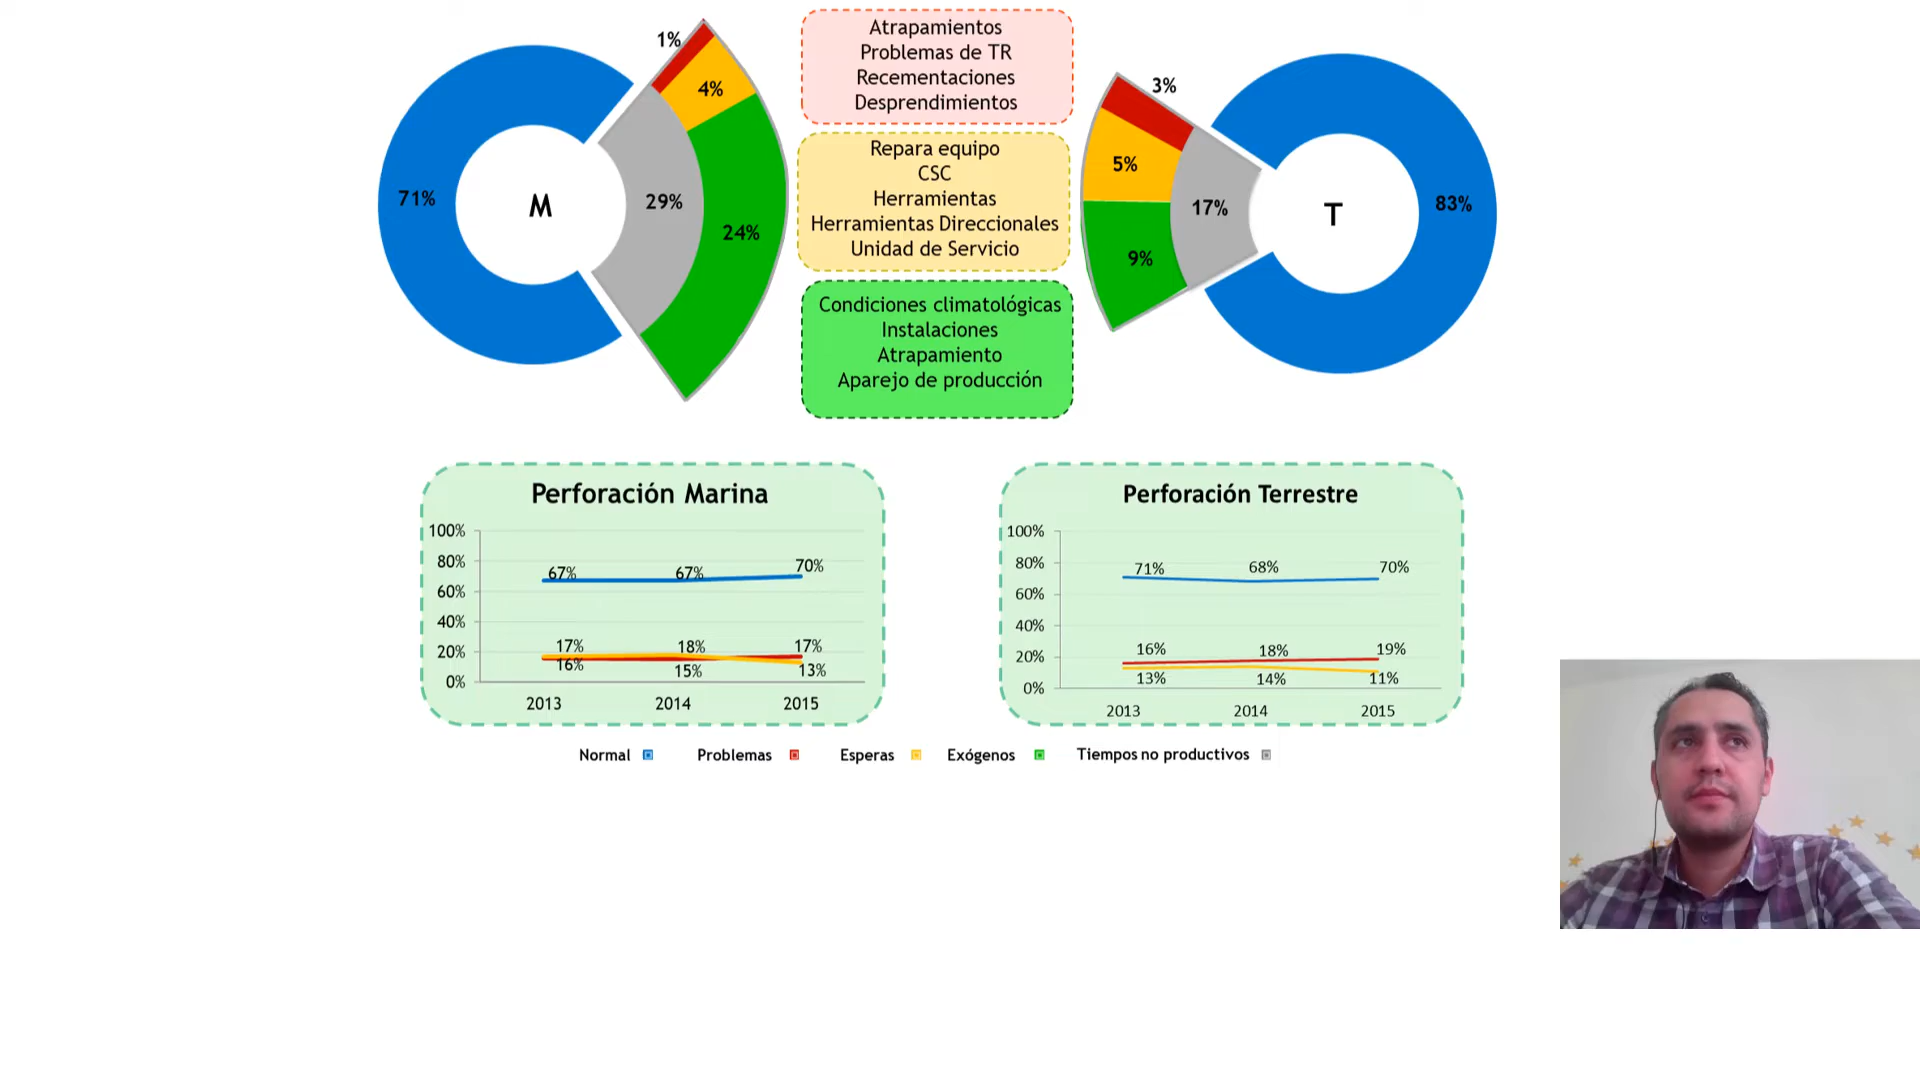 1%
4%
71%
M
29%
24%
Atrapamientos
Problemas de TR
Recementaciones
Desprendimientos
Repara equipo
CSC
Herramientas
Herramientas Direccionales
Unidad de Servicio
Condiciones climatológicas
Instalaciones
Atrapamiento
Aparejo de producción
3%
5%
17%
9%
T
83%
Perforación Marina
100%
80%
60%
40%
20%
0%
67%
67%
70%
17%
18%
17%
16%
15%
13%
2013
2014
2015
Perforación Terrestre
100%
80%
60%
40%
20%
0%
71%
68%
70%
16%
18%
19%
13%
14%
11%
2013
2014
2015
Normal
Problemas
Esperas
Exógenos
Tiempos no productivos